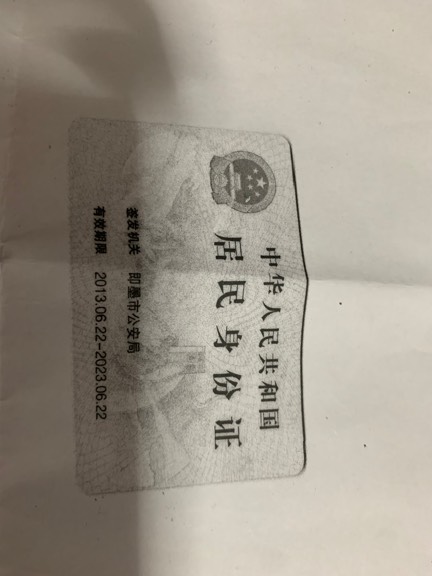 中华人民共和国
居民身份证
签发机关 即墨市公安局
有效期限 2013.06.22-2023.06.22